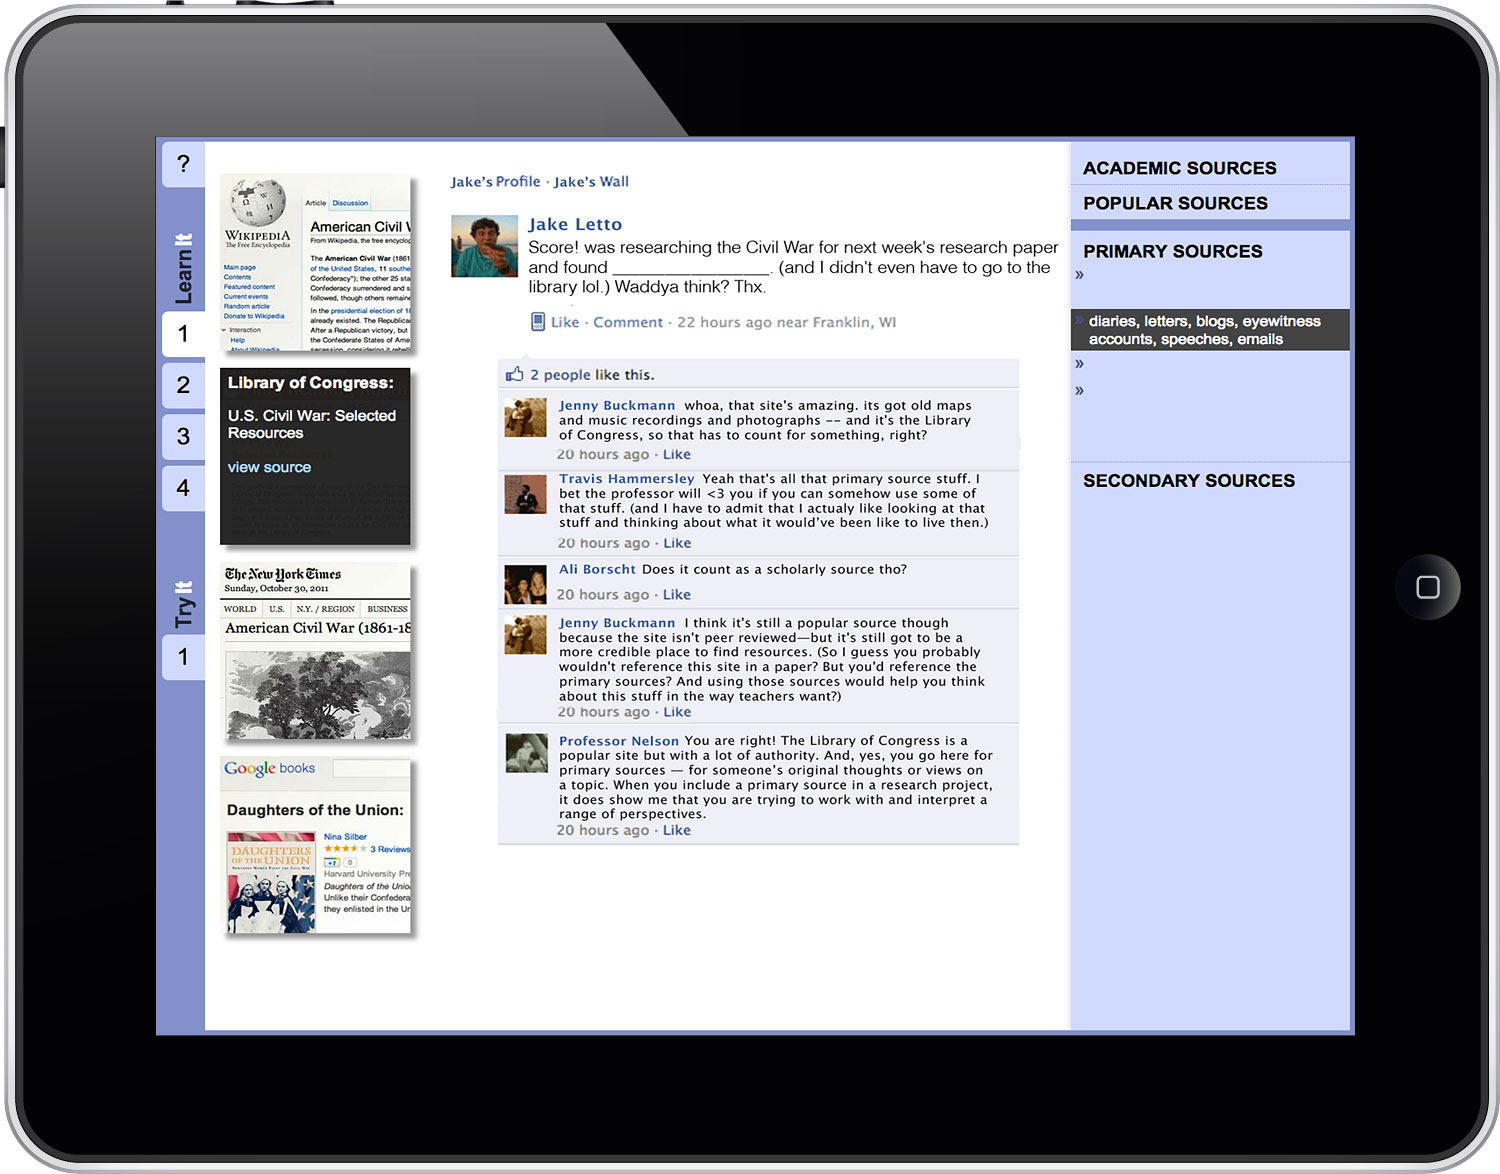 ?
Learn It
1
2
3
4
Try It
1
WIKIPEDIA
The Free Encyclopedia
Main page
Contents
Featured content
Current events
Random article
Donate to Wikipedia
Interaction
Help
About Wikipedia
Article Discussion
American Civil W
From Wikipedia, the free encyclop
The American Civil War (1861
of the United States, 11 southe
Confederacy"); the other 25 sta
Confederacy surrendered and s
followed, though others remaine
In the presidential election of 18
already existed. The Republican
After a Republican victory, but
the Confederate States of Ame
secession, considering it rebell
Library of Congress:
U.S. Civil War: Selected
Resources
view source
The New York Times
Sunday, October 30, 2011
WORLD U.S. N.Y. / REGION BUSINESS
American Civil War (1861-18
Google books
Daughters of the Union:
DAUGHTERS
OF THE UNION
Nina Silber
3 Reviews
+1 0
Harvard University Pre
Daughters of the Unio
Unlike their Confedera
they enlisted in the Un
Jake's Profile · Jake's Wall
Jake Letto
Score! was researching the Civil War for next week's research paper
and found __________________. (and I didn't even have to go to the
library lol.) Waddya think? Thx.
Like · Comment · 22 hours ago near Franklin, WI
2 people like this.
Jenny Buckmann whoa, that site's amazing. its got old maps
and music recordings and photographs -- and it's the Library
of Congress, so that has to count for something, right?
20 hours ago · Like
Travis Hammersley Yeah that's all that primary source stuff. I
bet the professor will <3 you if you can somehow use some of
that stuff. (and I have to admit that I actualy like looking at that
stuff and thinking about what it would've been like to live then.)
20 hours ago · Like
Ali Borscht Does it count as a scholarly source tho?
20 hours ago · Like
Jenny Buckmann I think it's still a popular source though
because the site isn't peer reviewed—but it's still got to be a
more credible place to find resources. (So I guess you probably
wouldn't reference this site in a paper? But you'd reference the
primary sources? And using those sources would help you think
about this stuff in the way teachers want?)
20 hours ago · Like
Professor Nelson You are right! The Library of Congress is a
popular site but with a lot of authority. And, yes, you go here for
primary sources — for someone's original thoughts or views on
a topic. When you include a primary source in a research project,
it does show me that you are trying to work with and interpret a
range of perspectives.
20 hours ago · Like
ACADEMIC SOURCES
POPULAR SOURCES
PRIMARY SOURCES
»
» diaries, letters, blogs, eyewitness
accounts, speeches, emails
»
»
SECONDARY SOURCES